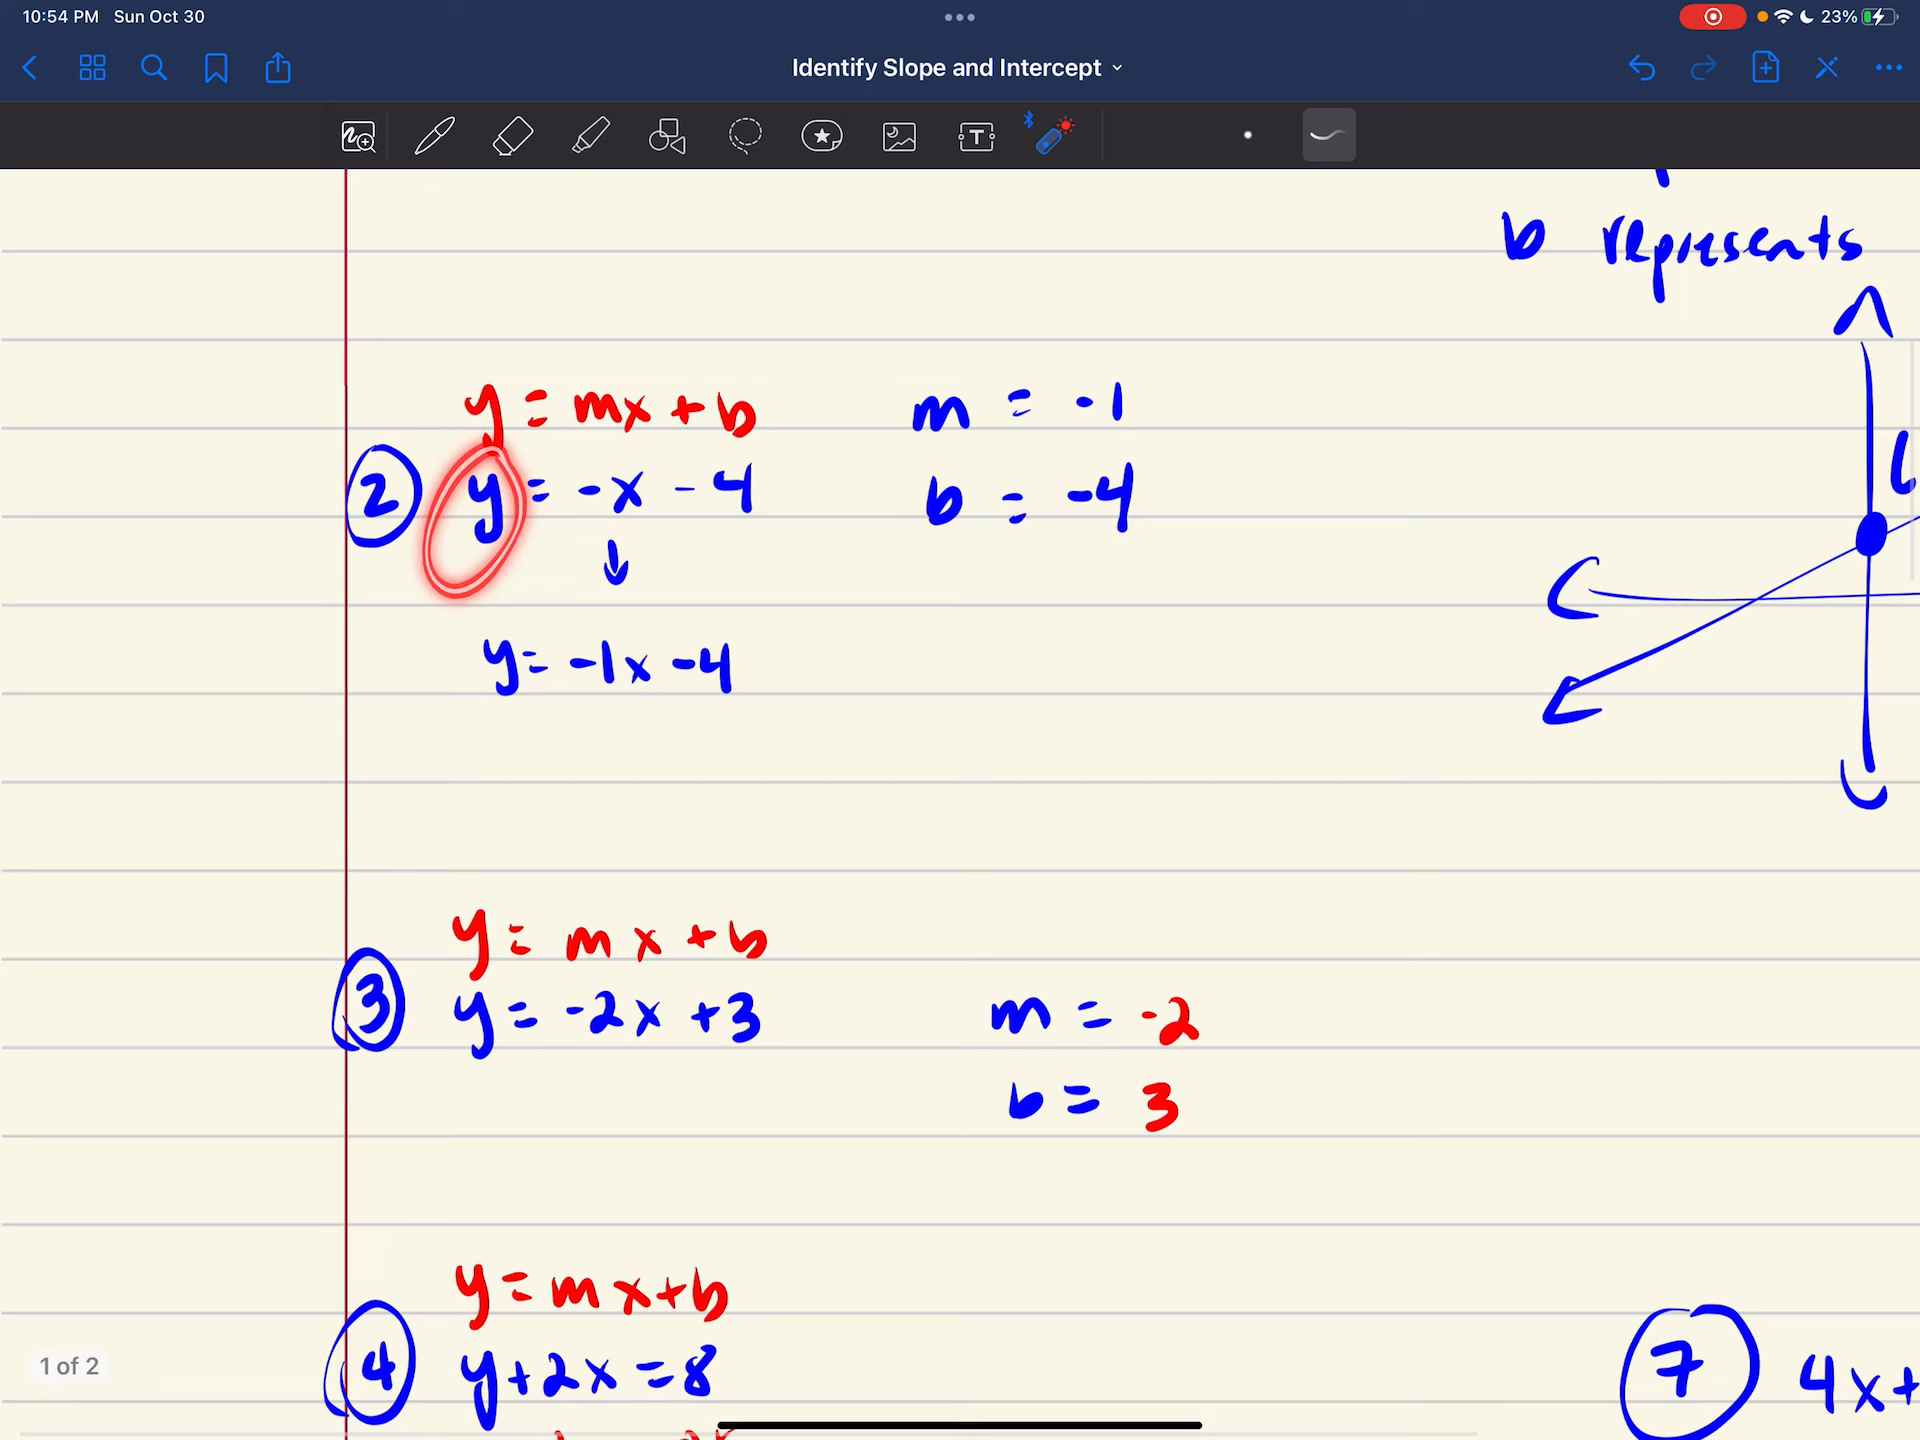 10:54 PM Sun Oct 30
23%
Identify Slope and Intercept
T
b represents
y = mx + b
m = -1
2 y = -x - 4
b = -4
y = -1x - 4
y = mx + b
3 y = -2x + 3
m = -2
b = 3
y = mx + b
4 y + 2x = 8
7 4x +
1 of 2